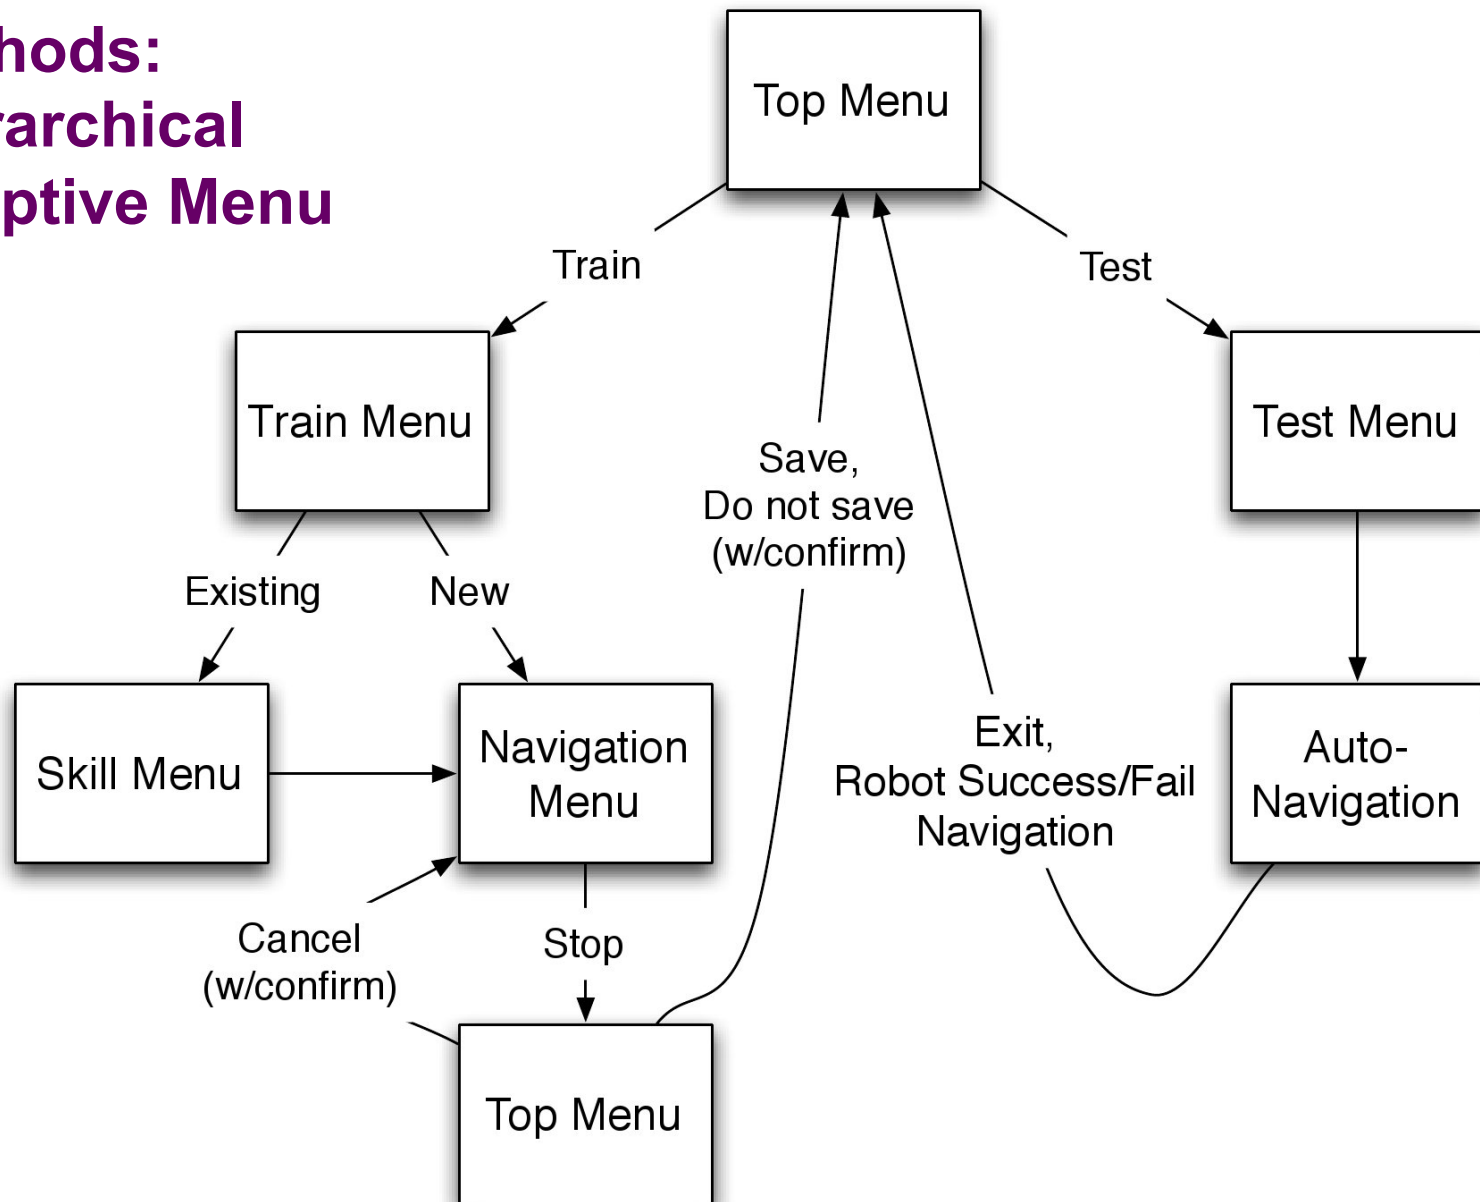 hods:
rarchical
ptive Menu
Top Menu
Train
Test
Train Menu
Test Menu
Save,
Do not save
(w/confirm)
Existing
New
Skill Menu
Navigation
Menu
Exit,
Robot Success/Fail
Navigation
Auto-
Navigation
Cancel
(w/confirm)
Stop
Top Menu